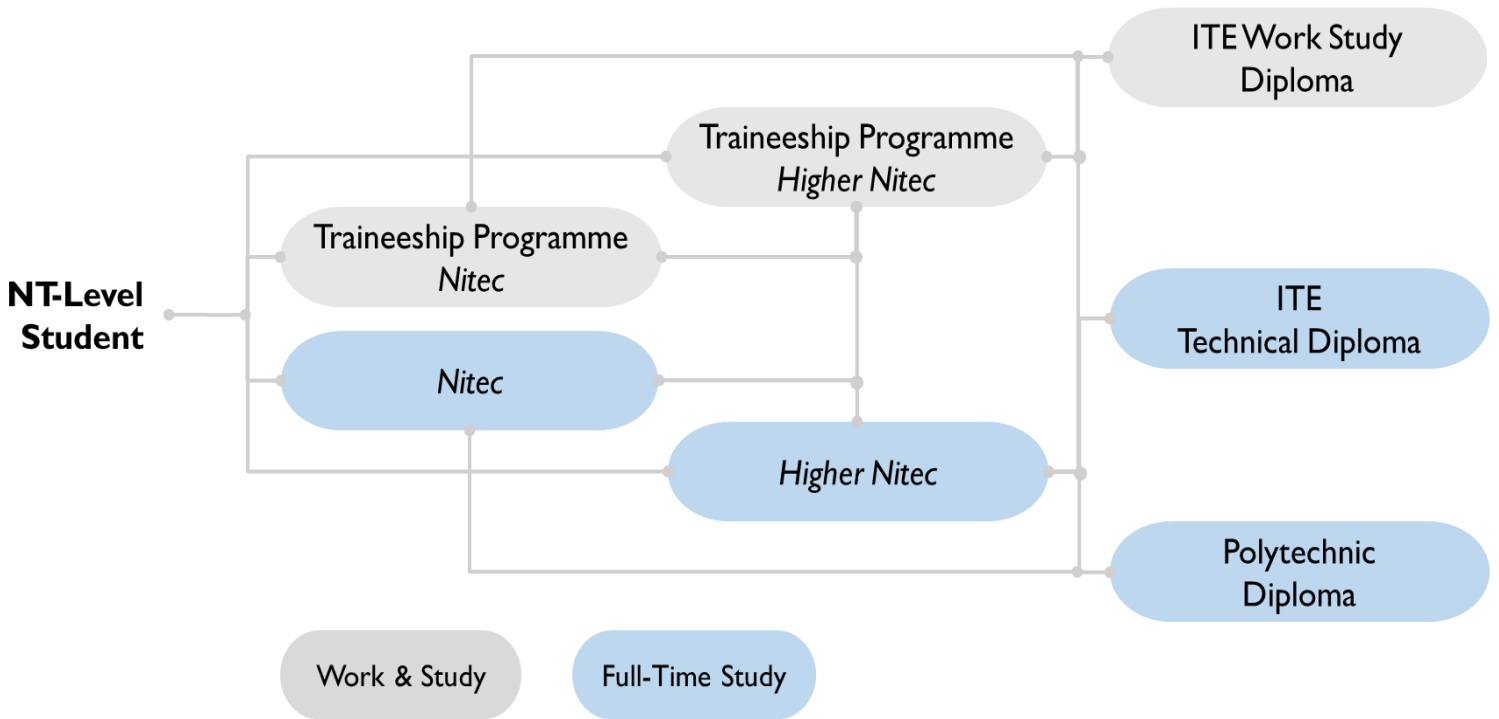 ITE Work Study
Diploma
Traineeship Programme
Higher Nitec
Traineeship Programme
Nitec
NT-Level
Student
ITE
Technical Diploma
Nitec
Higher Nitec
Polytechnic
Diploma
Work & Study
Full-Time Study